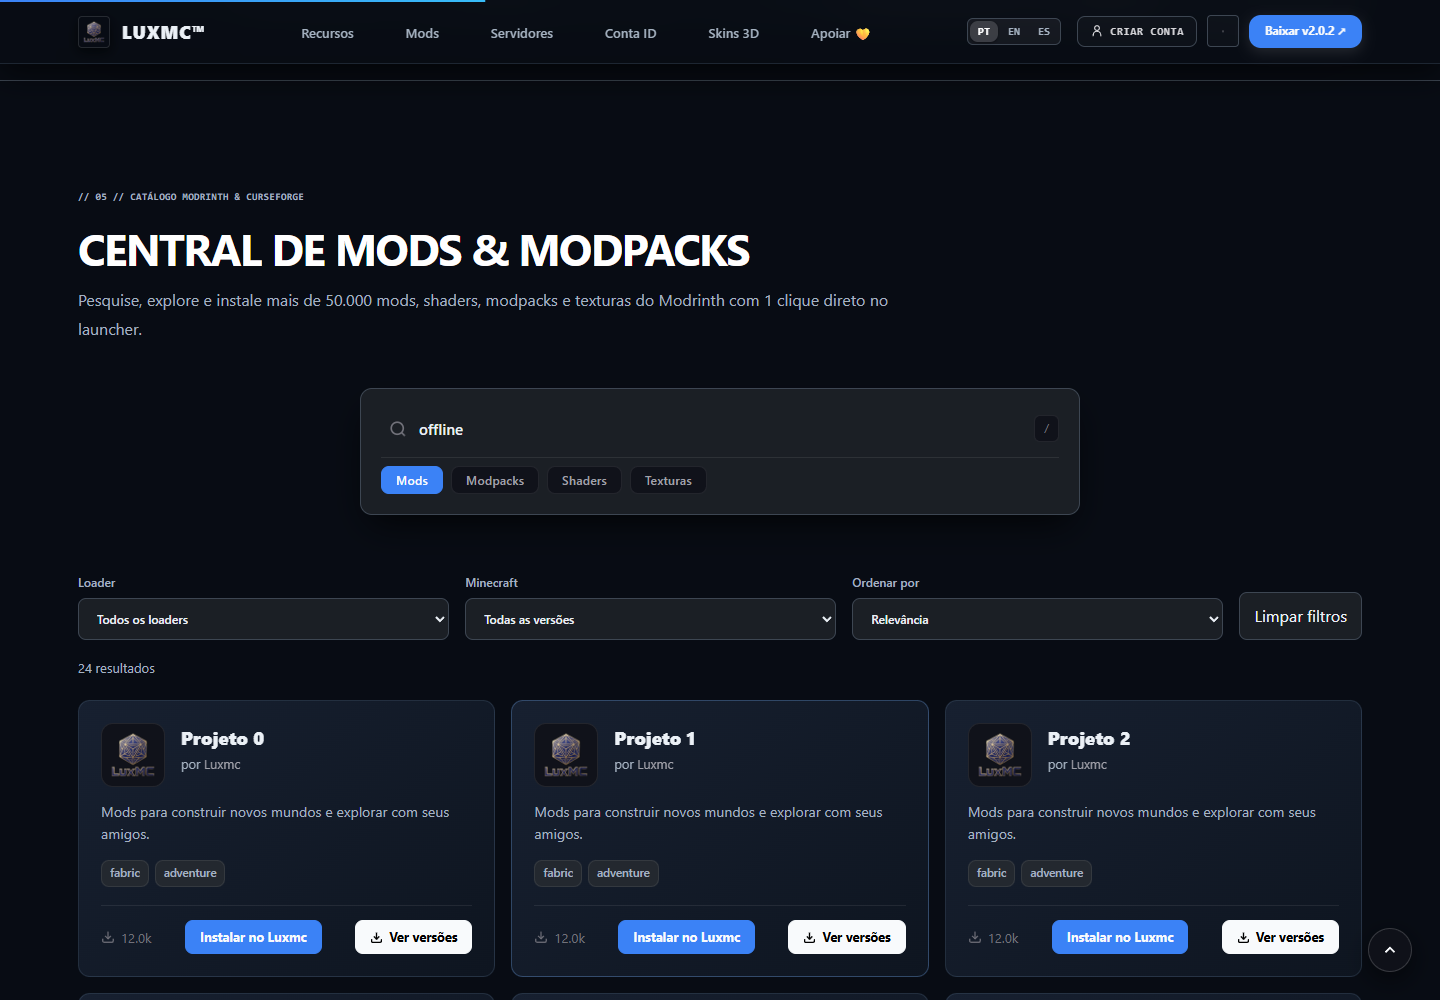 LUXMC™
Recursos
Mods
Servidores
Conta ID
Skins 3D
Apoiar 🧡
PT
EN
ES
CRIAR CONTA
Baixar v2.0.2 ↗
// 05 // CATÁLOGO MODRINTH & CURSEFORGE
CENTRAL DE MODS & MODPACKS
Pesquise, explore e instale mais de 50.000 mods, shaders, modpacks e texturas do Modrinth com 1 clique direto no
launcher.
offline
/
Mods
Modpacks
Shaders
Texturas
Loader
Minecraft
Ordenar por
Todos os loaders
Todas as versões
Relevância
Limpar filtros
24 resultados
LUXMC
Projeto 0
por Luxmc
Mods para construir novos mundos e explorar com seus
amigos.
fabric
adventure
12.0k
Instalar no Luxmc
Ver versões
LUXMC
Projeto 1
por Luxmc
Mods para construir novos mundos e explorar com seus
amigos.
fabric
adventure
12.0k
Instalar no Luxmc
Ver versões
LUXMC
Projeto 2
por Luxmc
Mods para construir novos mundos e explorar com seus
amigos.
fabric
adventure
12.0k
Instalar no Luxmc
Ver versões